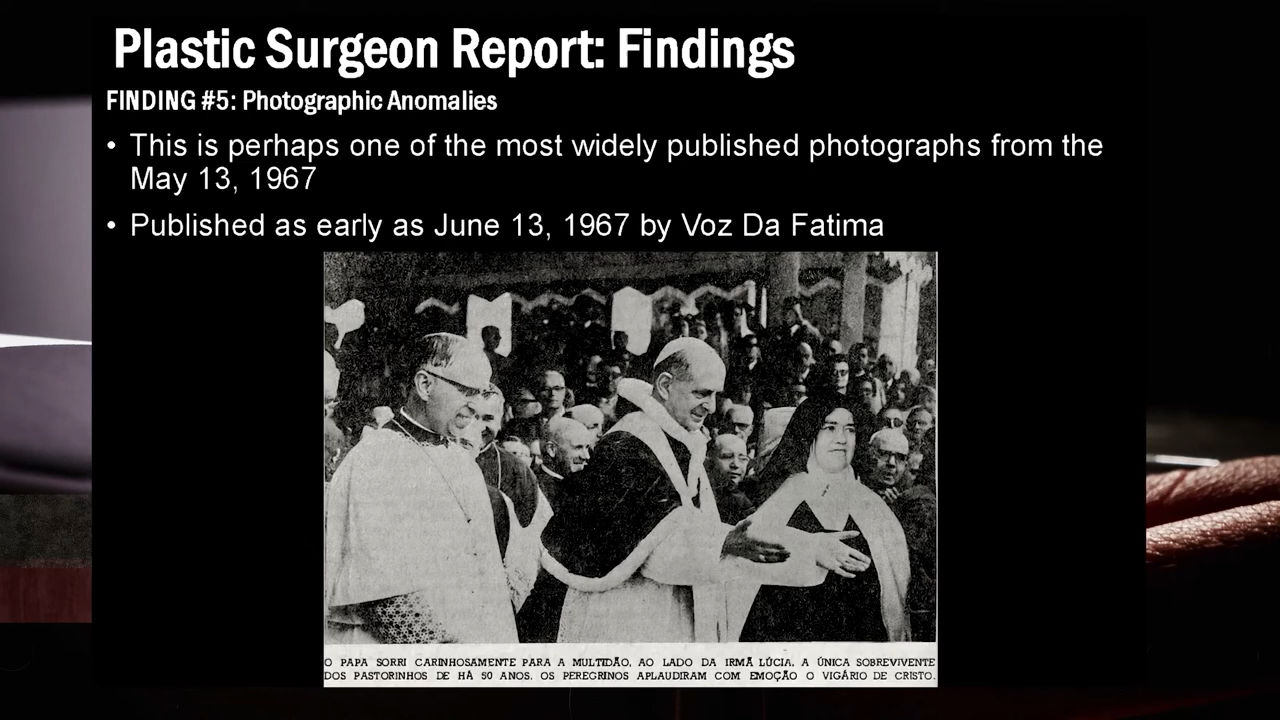 Plastic Surgeon Report: Findings
FINDING #5: Photographic Anomalies
• This is perhaps one of the most widely published photographs from the
May 13, 1967
• Published as early as June 13, 1967 by Voz Da Fatima
O PAPA SORRI CARINHOSAMENTE PARA A MULTIDÃO, AO LADO DA IRMÃ LÚCIA, A ÚNICA SOBREVIVENTE
DOS PASTORINHOS DE HÁ 50 ANOS. OS PEREGRINOS APLAUDIRAM COM EMOÇÃO O VIGÁRIO DE CRISTO.